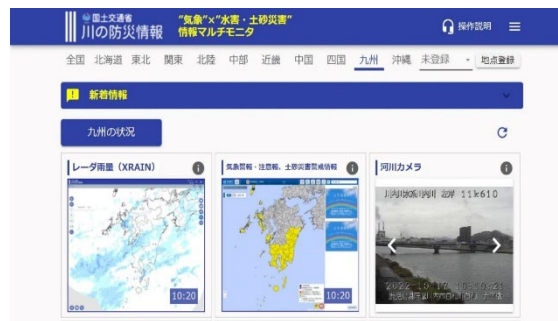 国土交通省
川の防災情報
"気象"×"水害・土砂災害"
情報マルチモニタ
操作説明
全国 北海道 東北 関東 北陸 中部 近畿 中国 四国 九州 沖縄 未登録 地点登録
新着情報
九州の状況
レーダ雨量（XRAIN）
気象警報・注意報、土砂災害警戒情報
河川カメラ
11k610
10:20
10:20